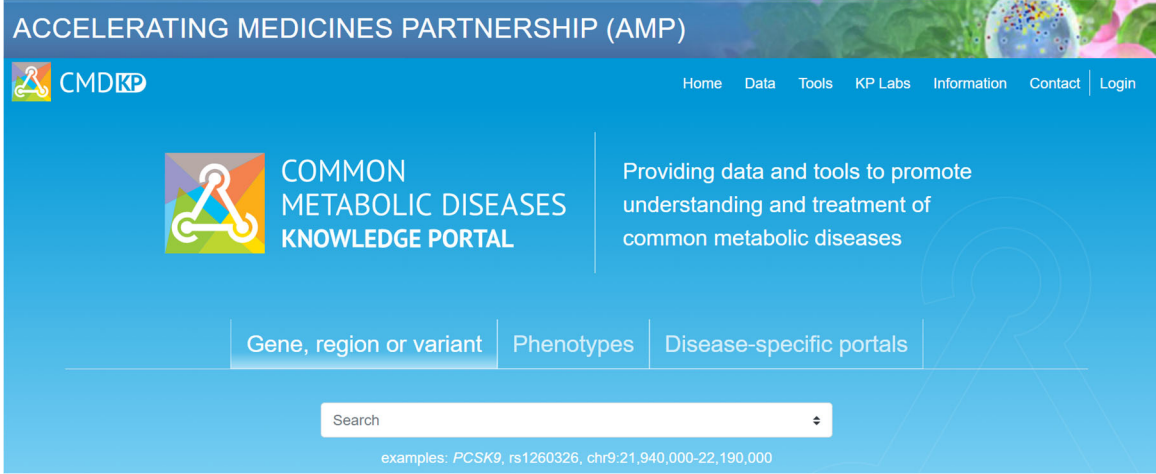 ACCELERATING MEDICINES PARTNERSHIP (AMP)
CMDKP
Home Data Tools KP Labs Information Contact Login
COMMON
METABOLIC DISEASES
KNOWLEDGE PORTAL
Providing data and tools to promote
understanding and treatment of
common metabolic diseases
Gene, region or variant Phenotypes Disease-specific portals
Search
examples: PCSK9, rs1260326, chr9:21,940,000-22,190,000